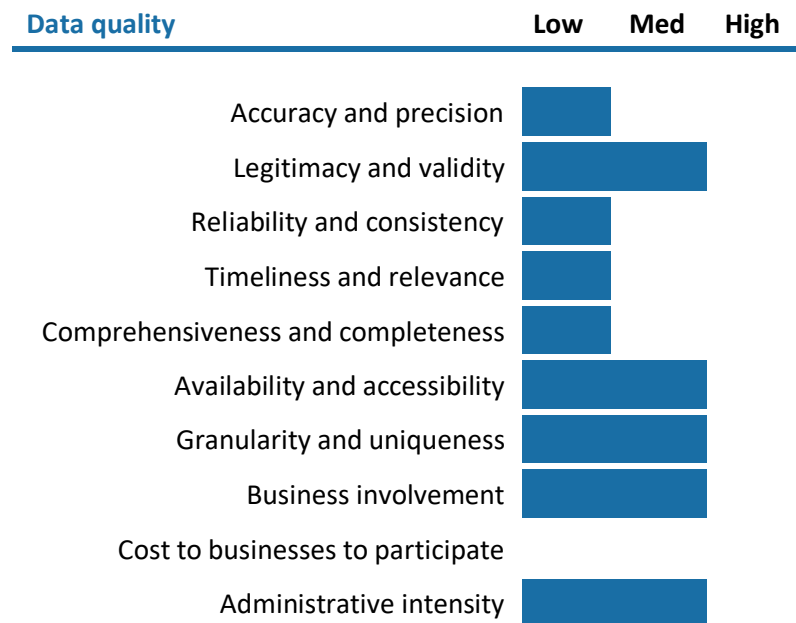 Data quality Low Med High
Accuracy and precision
Legitimacy and validity
Reliability and consistency
Timeliness and relevance
Comprehensiveness and completeness
Availability and accessibility
Granularity and uniqueness
Business involvement
Cost to businesses to participate
Administrative intensity